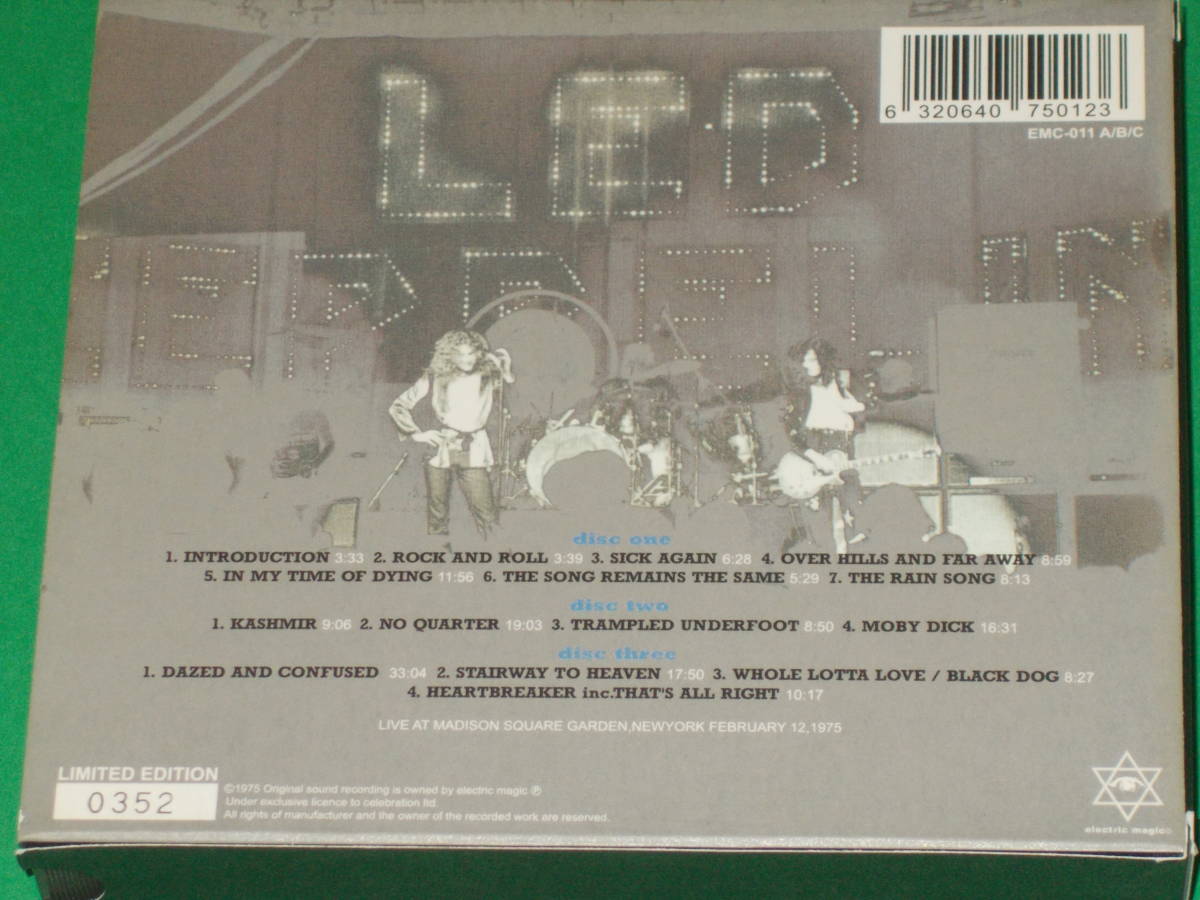 LED
ZEPPELIN
6 320640 750123
EMC-011 A/B/C
disc one
1. INTRODUCTION 3:33 2. ROCK AND ROLL 3:39 3. SICK AGAIN 6:28 4. OVER HILLS AND FAR AWAY 8:59
5. IN MY TIME OF DYING 11:56 6. THE SONG REMAINS THE SAME 5:29 7. THE RAIN SONG 8:13
disc two
1. KASHMIR 9:06 2. NO QUARTER 19:03 3. TRAMPLED UNDERFOOT 8:50 4. MOBY DICK 16:31
disc three
1. DAZED AND CONFUSED 33:04 2. STAIRWAY TO HEAVEN 17:50 3. WHOLE LOTTA LOVE / BLACK DOG 8:27
4. HEARTBREAKER inc.THAT'S ALL RIGHT 10:17
LIVE AT MADISON SQUARE GARDEN,NEWYORK FEBRUARY 12,1975
LIMITED EDITION
0352
©1975 Original sound recording is owned by electric magic ℗
Under exclusive licence to celebration ltd.
All rights of manufacturer and the owner of the recorded work are reserved.
electric magic©